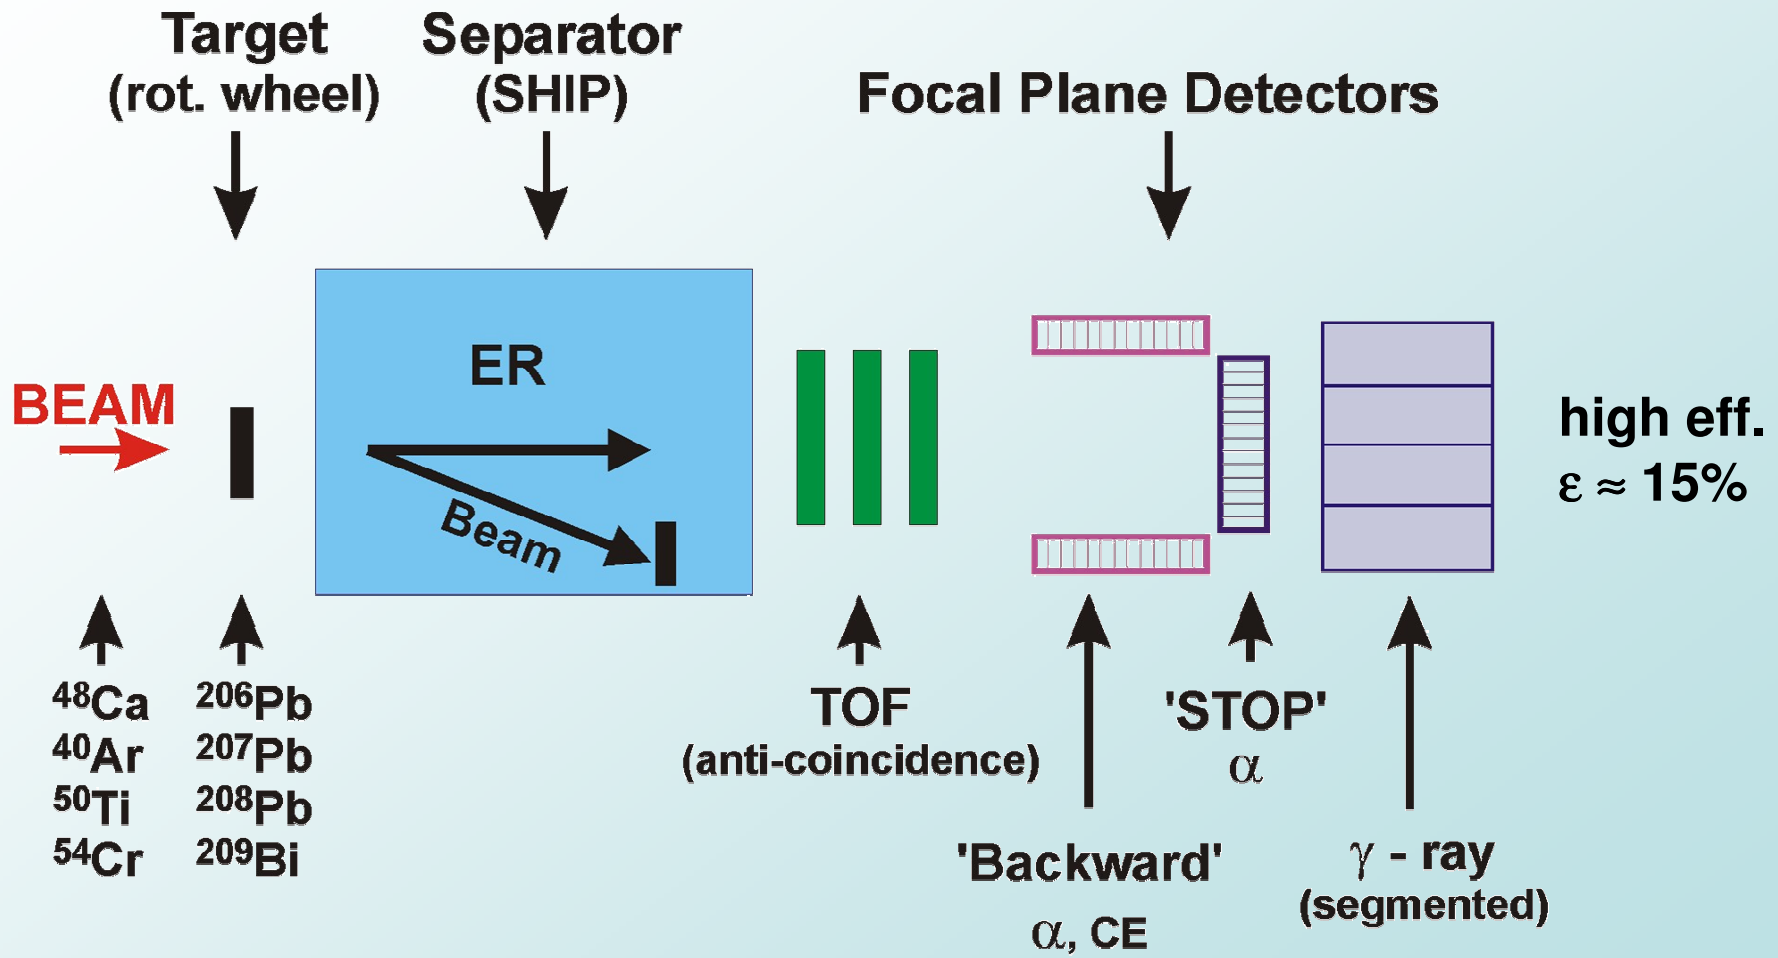 Target
(rot. wheel)
Separator
(SHIP)
Focal Plane Detectors
BEAM
ER
Beam
high eff.
ε ≈ 15%
⁴⁸Ca
⁴⁰Ar
⁵⁰Ti
⁵⁴Cr
²⁰⁶Pb
²⁰⁷Pb
²⁰⁸Pb
²⁰⁹Bi
TOF
(anti-coincidence)
'Backward'
α, CE
'STOP'
α
γ - ray
(segmented)